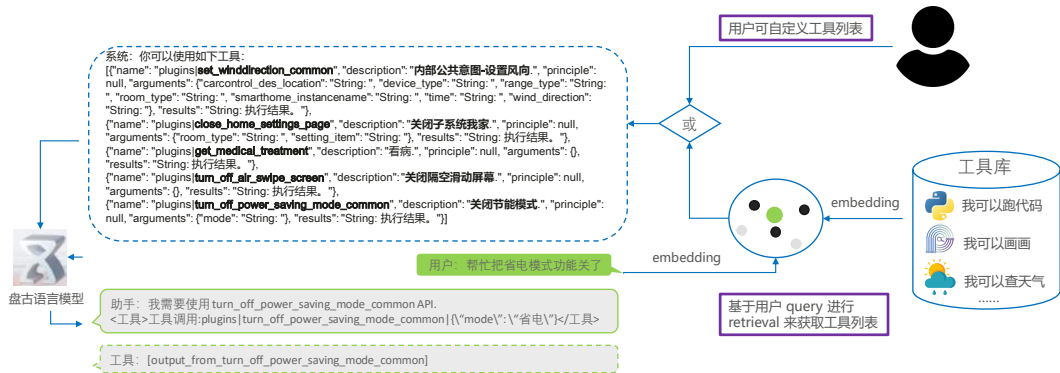 用户可自定义工具列表
系统：你可以使用如下工具：
[{"name": "plugins|set_winddirection_common", "description": "内部公共意图-设置风向.", "principle":
null, "arguments": {"carcontrol_des_location": "String: ", "device_type": "String: ", "range_type": "String:
", "room_type": "String: ", "smarthome_instancename": "String: ", "time": "String: ", "wind_direction":
"String: "}, "results": "String: 执行结果。"},
{"name": "plugins|close_home_settings_page", "description": "关闭子系统我家.", "principle": null,
"arguments": {"room_type": "String: ", "setting_item": "String: "}, "results": "String: 执行结果。"},
{"name": "plugins|get_medical_treatment", "description": "看病.", "principle": null, "arguments": {},
"results": "String: 执行结果。"},
{"name": "plugins|turn_off_air_swipe_screen", "description": "关闭隔空滑动屏幕.", "principle": null,
"arguments": {}, "results": "String: 执行结果。"},
{"name": "plugins|turn_off_power_saving_mode_common", "description": "关闭节能模式.", "principle":
null, "arguments": {"mode": "String: "}, "results": "String: 执行结果。"}]
或
工具库
我可以跑代码
我可以画画
我可以查天气
......
embedding
embedding
用户：帮忙把省电模式功能关了
盘古语言模型
助手：我需要使用 turn_off_power_saving_mode_common API.
<工具>工具调用:plugins|turn_off_power_saving_mode_common|{\"mode\": \"省电\"}</工具>
基于用户 query 进行
retrieval 来获取工具列表
工具：[output_from_turn_off_power_saving_mode_common]